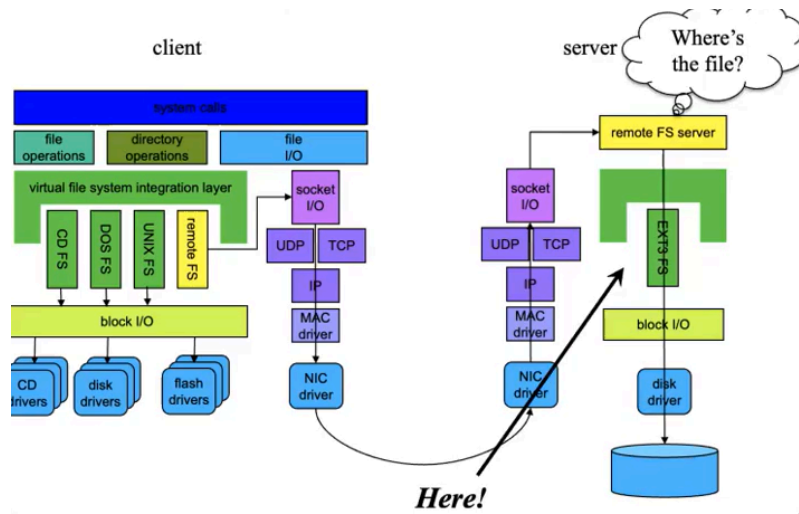 client
server
Where's
the file?
system calls
file
operations
directory
operations
file
I/O
virtual file system integration layer
CD FS
DOS FS
UNIX FS
remote FS
block I/O
CD
drivers
disk
drivers
flash
drivers
socket
I/O
UDP
TCP
IP
MAC
driver
NIC
driver
socket
I/O
UDP
TCP
IP
MAC
driver
NIC
driver
remote FS server
EXT3 FS
block I/O
disk
driver
Here!